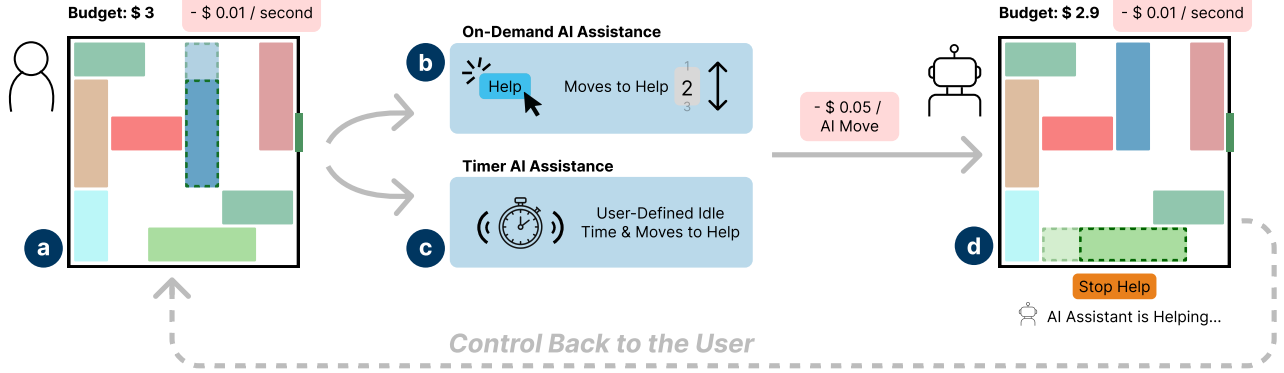 Budget: $ 3
- $ 0.01 / second
a
On-Demand AI Assistance
b
Help
Moves to Help
1
2
3
Timer AI Assistance
c
User-Defined Idle
Time & Moves to Help
- $ 0.05 /
AI Move
Budget: $ 2.9
- $ 0.01 / second
d
Stop Help
AI Assistant is Helping...
Control Back to the User